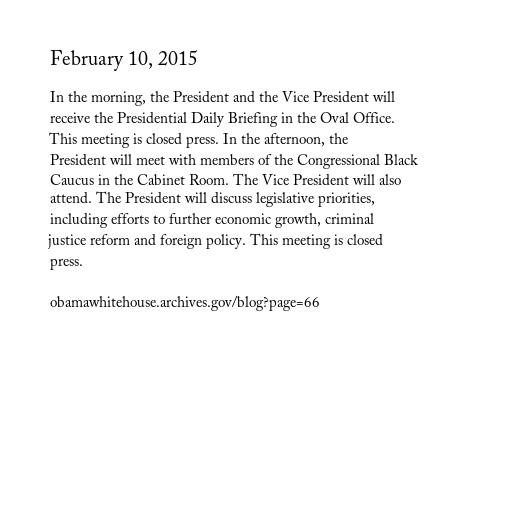 February 10, 2015
In the morning, the President and the Vice President will
receive the Presidential Daily Briefing in the Oval Office.
This meeting is closed press. In the afternoon, the
President will meet with members of the Congressional Black
Caucus in the Cabinet Room. The Vice President will also
attend. The President will discuss legislative priorities,
including efforts to further economic growth, criminal
justice reform and foreign policy. This meeting is closed
press.
obamawhitehouse.archives.gov/blog?page=66